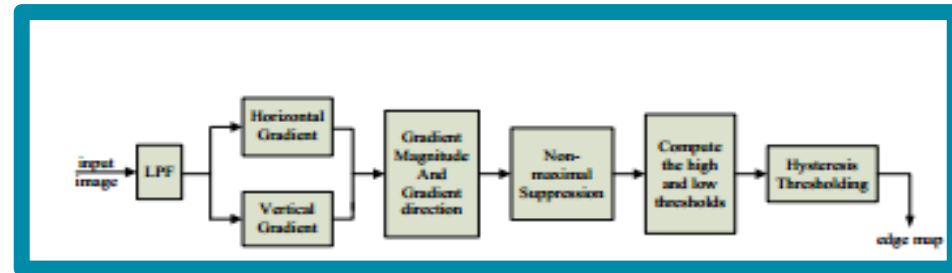 input
image
LPF
Horizontal
Gradient
Vertical
Gradient
Gradient
Magnitude
And
Gradient
direction
Non-
maximal
Suppression
Compute
the high
and low
thresholds
Hysteresis
Thresholding
edge map